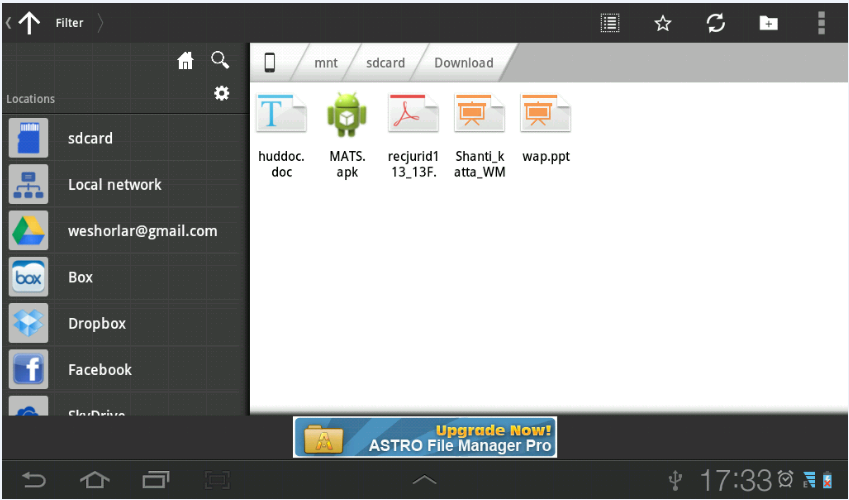 Filter
mnt
sdcard
Download
Locations
sdcard
Local network
weshorlar@gmail.com
box
Box
Dropbox
f
Facebook
SkyDrive
T
huddoc.
doc
MATS.
apk
recjurid1
13_13F.
Shanti_k
atta_WM
wap.ppt
A
Upgrade Now!
ASTRO File Manager Pro
17:33
E